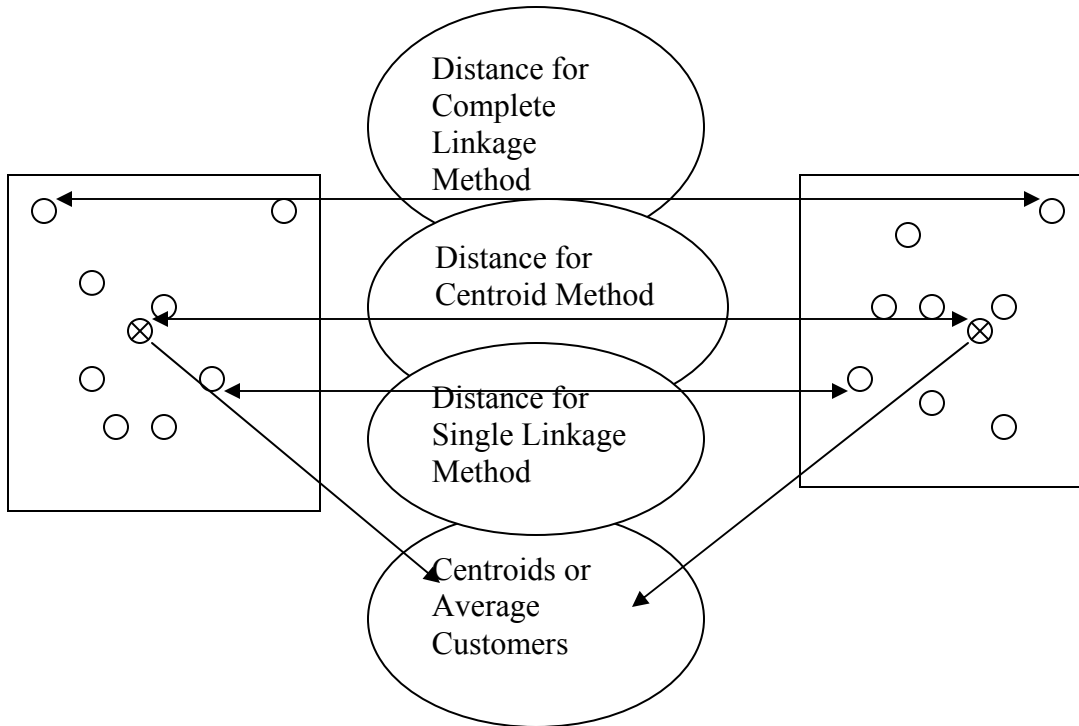 Distance for
Complete
Linkage
Method
Distance for
Centroid Method
Distance for
Single Linkage
Method
Centroids or
Average
Customers